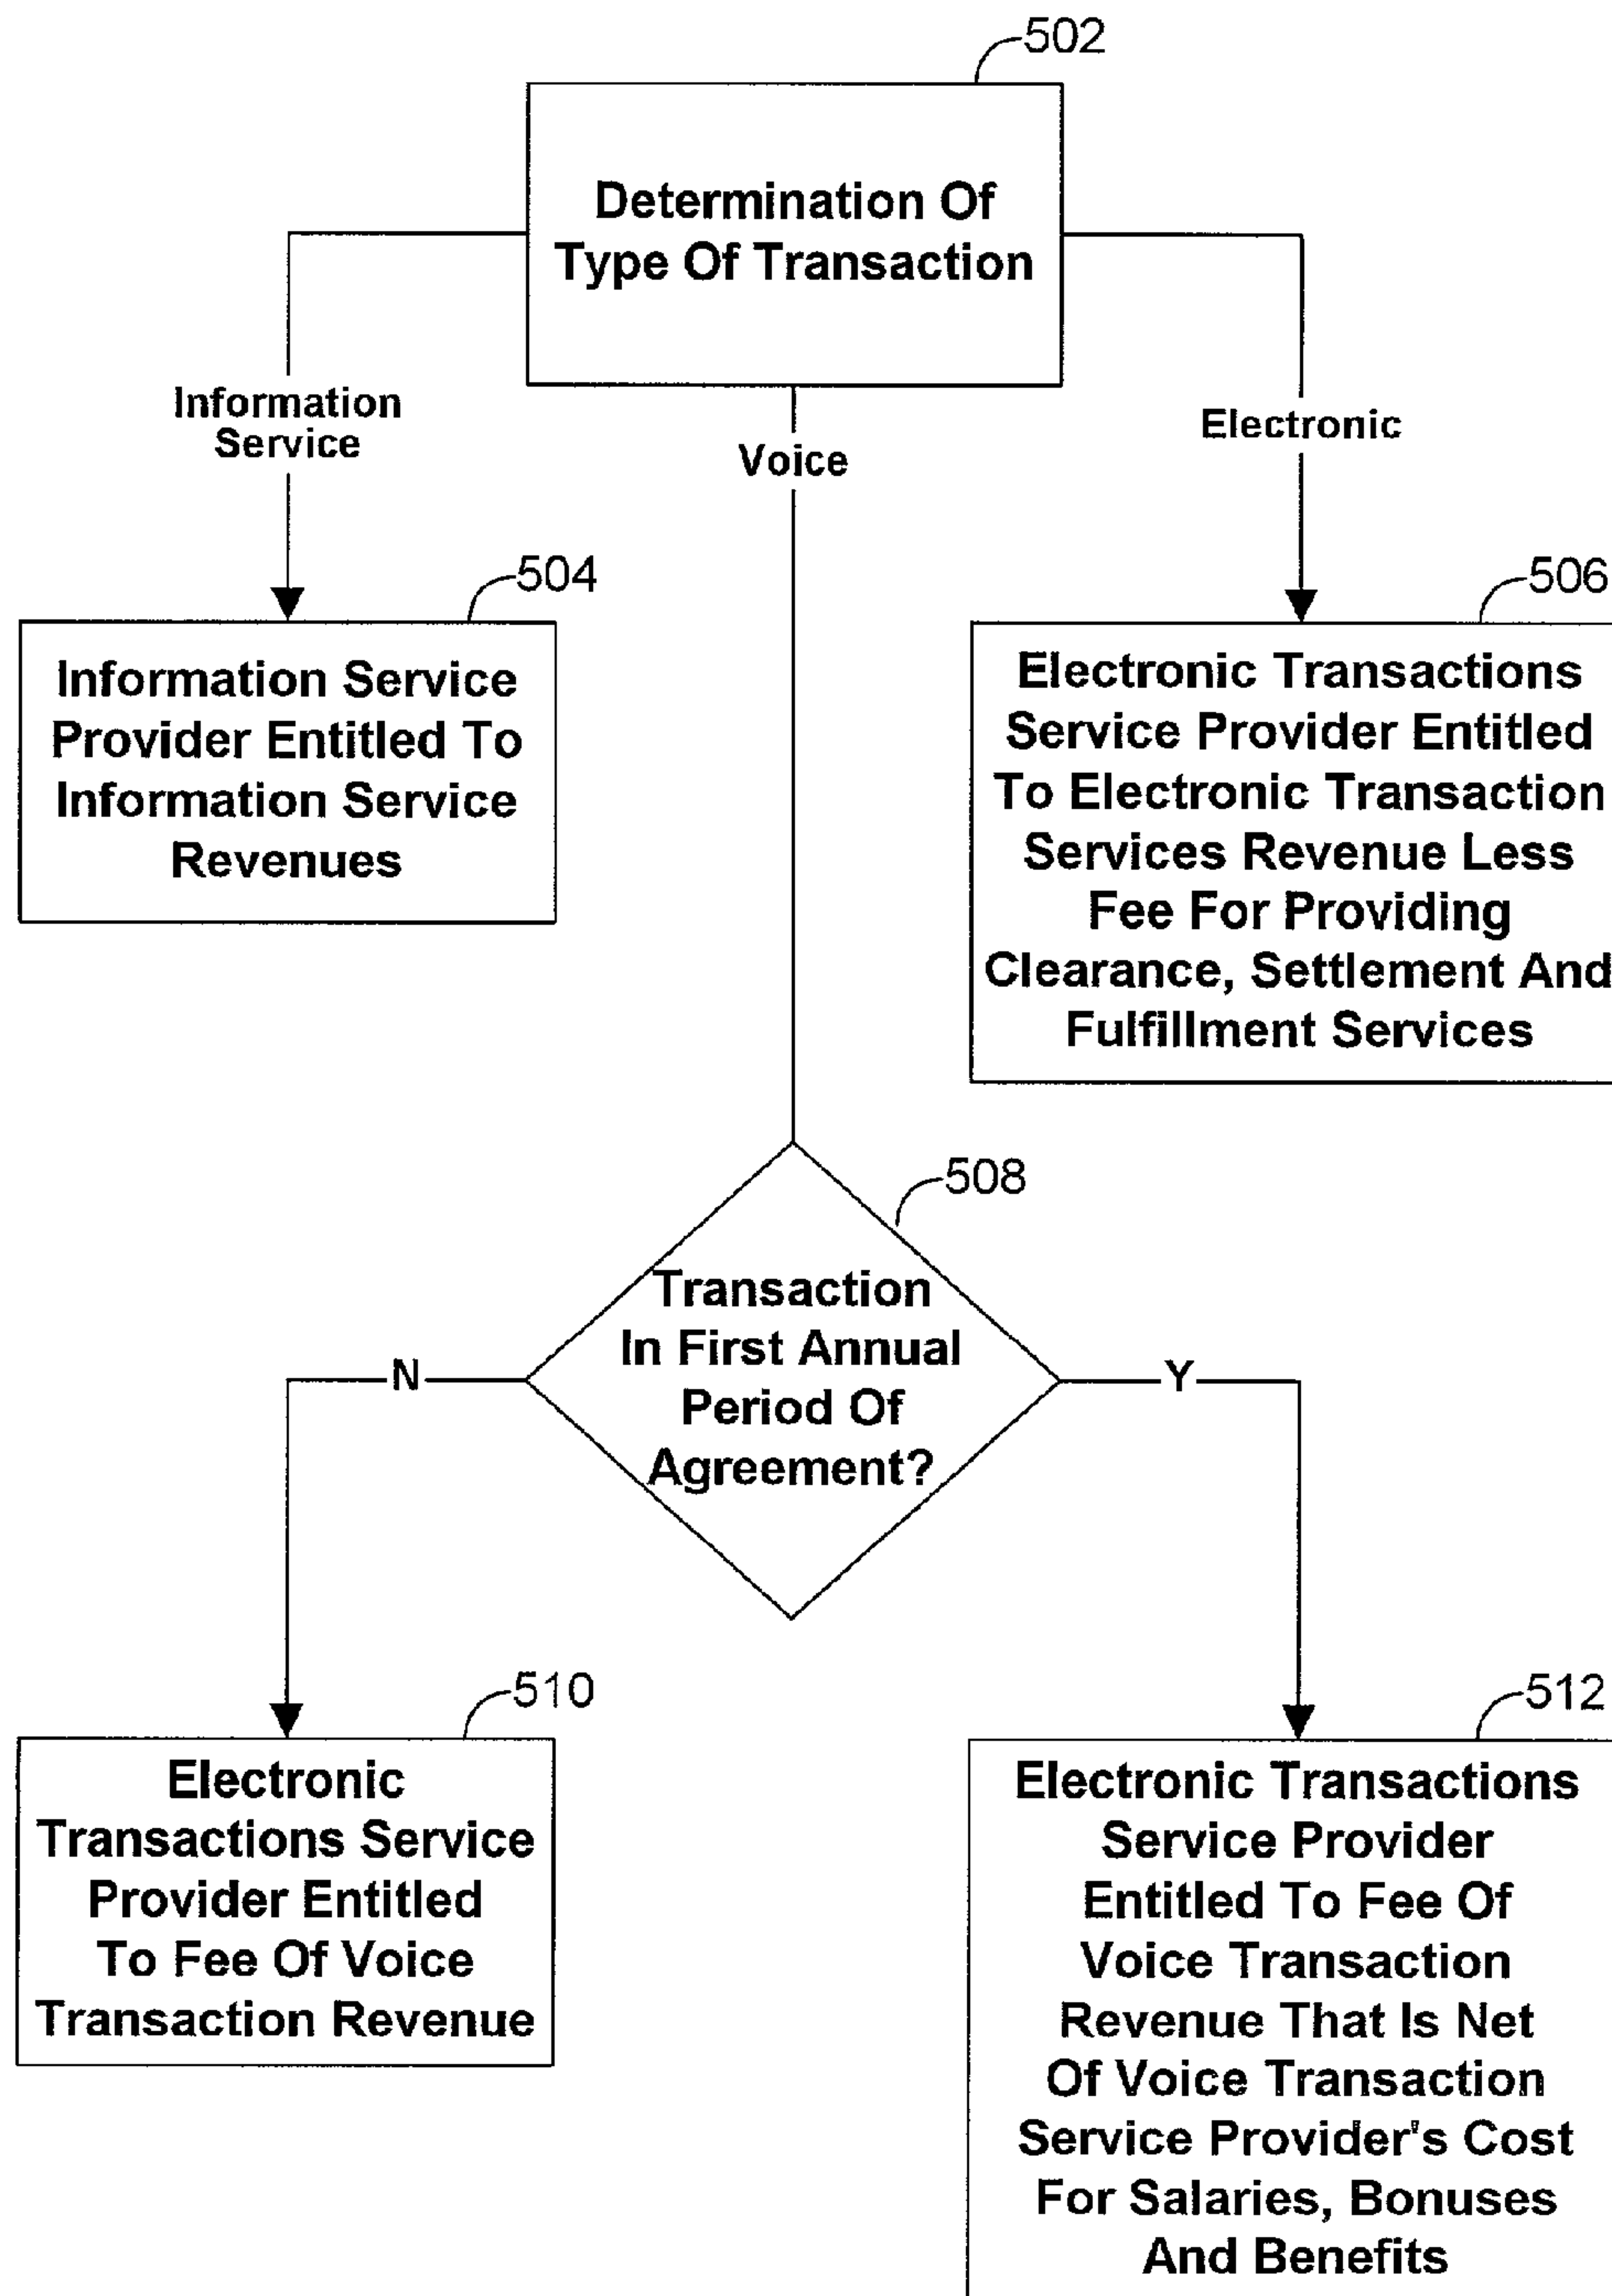 502
Determination Of
Type Of Transaction
Information
Service
Voice
Electronic
504
Information Service
Provider Entitled To
Information Service
Revenues
506
Electronic Transactions
Service Provider Entitled
To Electronic Transaction
Services Revenue Less
Fee For Providing
Clearance, Settlement And
Fulfillment Services
508
Transaction
In First Annual
Period Of
Agreement?
N
Y
510
Electronic
Transactions Service
Provider Entitled
To Fee Of Voice
Transaction Revenue
512
Electronic Transactions
Service Provider
Entitled To Fee Of
Voice Transaction
Revenue That Is Net
Of Voice Transaction
Service Provider's Cost
For Salaries, Bonuses
And Benefits